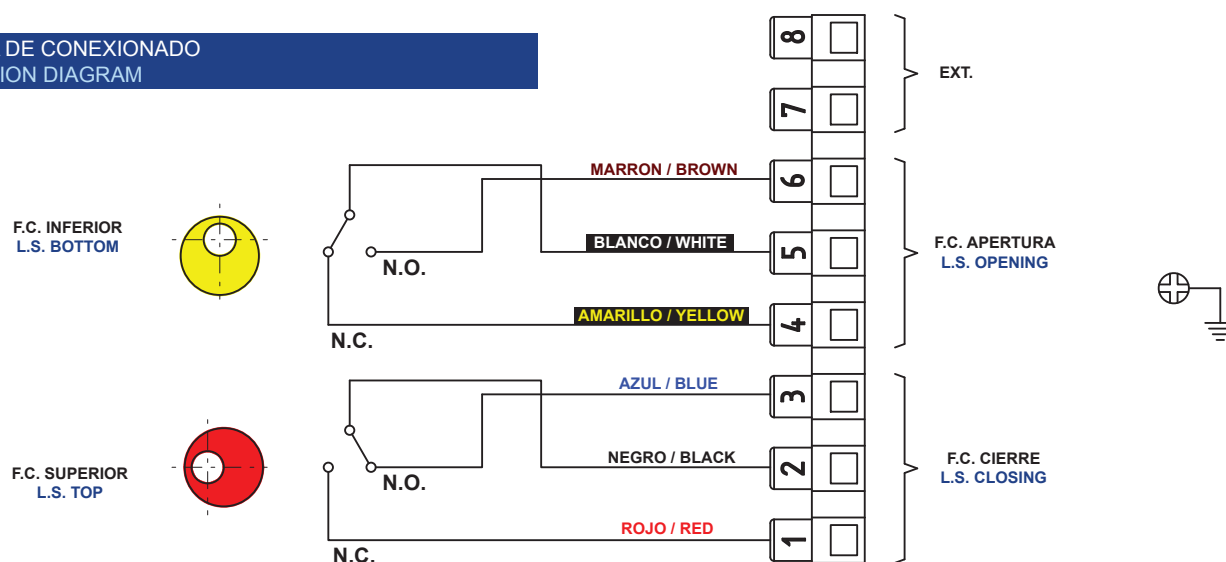 DE CONEXIONADO
ION DIAGRAM
8
EXT.
7
MARRON / BROWN
6
F.C. INFERIOR
L.S. BOTTOM
BLANCO / WHITE
5
F.C. APERTURA
L.S. OPENING
N.O.
AMARILLO / YELLOW
4
N.C.
AZUL / BLUE
3
F.C. SUPERIOR
L.S. TOP
NEGRO / BLACK
2
F.C. CIERRE
L.S. CLOSING
N.O.
ROJO / RED
1
N.C.